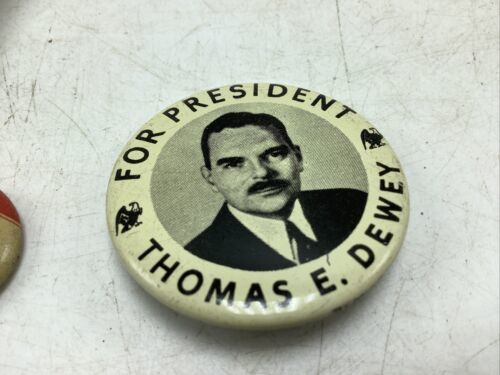 FOR PRESIDENT
THOMAS E. DEWEY